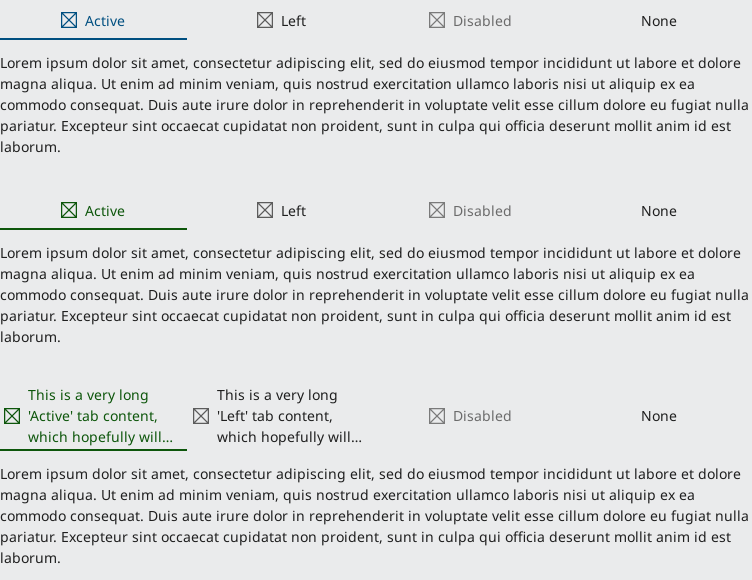 Active Left Disabled None
Lorem ipsum dolor sit amet, consectetur adipiscing elit, sed do eiusmod tempor incididunt ut labore et dolore
magna aliqua. Ut enim ad minim veniam, quis nostrud exercitation ullamco laboris nisi ut aliquip ex ea
commodo consequat. Duis aute irure dolor in reprehenderit in voluptate velit esse cillum dolore eu fugiat nulla
pariatur. Excepteur sint occaecat cupidatat non proident, sunt in culpa qui officia deserunt mollit anim id est
laborum.
Active Left Disabled None
Lorem ipsum dolor sit amet, consectetur adipiscing elit, sed do eiusmod tempor incididunt ut labore et dolore
magna aliqua. Ut enim ad minim veniam, quis nostrud exercitation ullamco laboris nisi ut aliquip ex ea
commodo consequat. Duis aute irure dolor in reprehenderit in voluptate velit esse cillum dolore eu fugiat nulla
pariatur. Excepteur sint occaecat cupidatat non proident, sunt in culpa qui officia deserunt mollit anim id est
laborum.
This is a very long
'Active' tab content,
which hopefully will...
This is a very long
'Left' tab content,
which hopefully will...
Disabled
None
Lorem ipsum dolor sit amet, consectetur adipiscing elit, sed do eiusmod tempor incididunt ut labore et dolore
magna aliqua. Ut enim ad minim veniam, quis nostrud exercitation ullamco laboris nisi ut aliquip ex ea
commodo consequat. Duis aute irure dolor in reprehenderit in voluptate velit esse cillum dolore eu fugiat nulla
pariatur. Excepteur sint occaecat cupidatat non proident, sunt in culpa qui officia deserunt mollit anim id est
laborum.